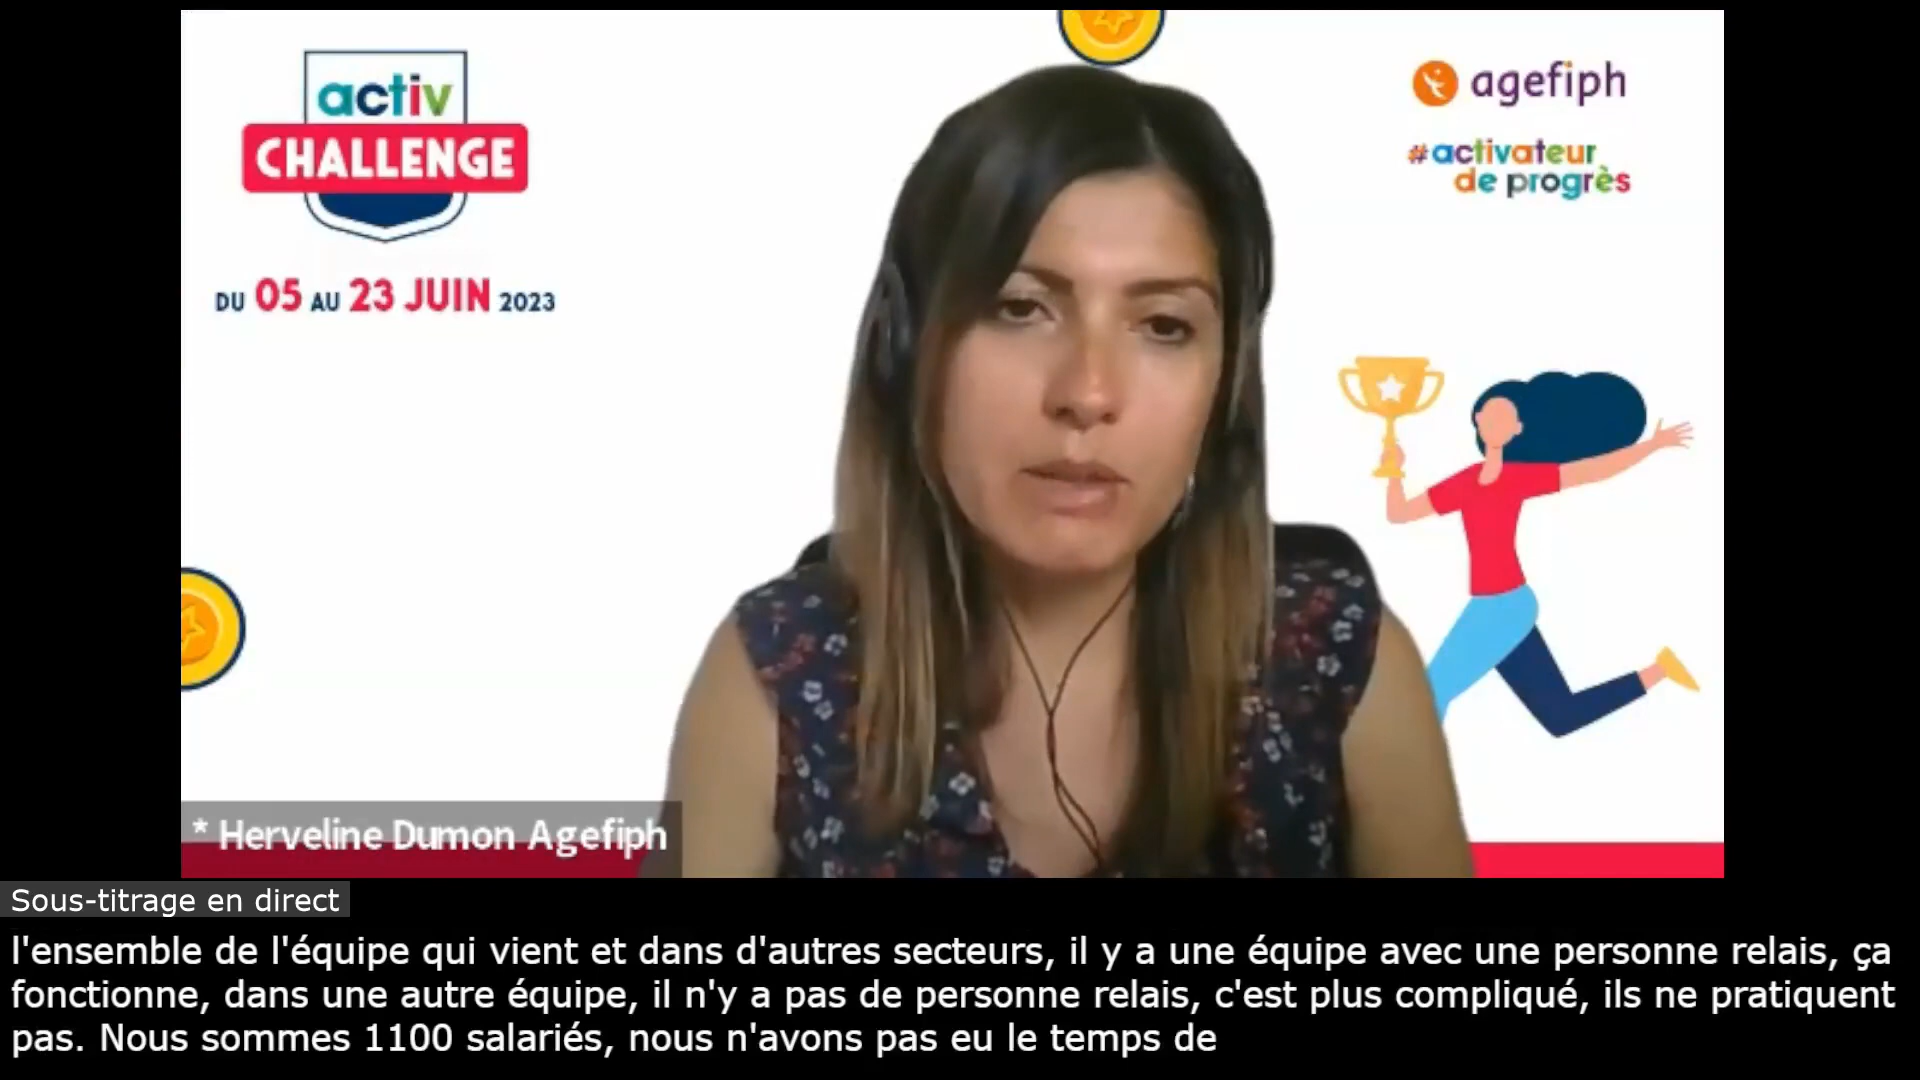 activ
CHALLENGE
DU 05 AU 23 JUIN 2023
agefiph
#activateur
de progrès
* Herveline Dumon Agefiph
Sous-titrage en direct
l'ensemble de l'équipe qui vient et dans d'autres secteurs, il y a une équipe avec une personne relais, ça
fonctionne, dans une autre équipe, il n'y a pas de personne relais, c'est plus compliqué, ils ne pratiquent
pas. Nous sommes 1100 salariés, nous n'avons pas eu le temps de